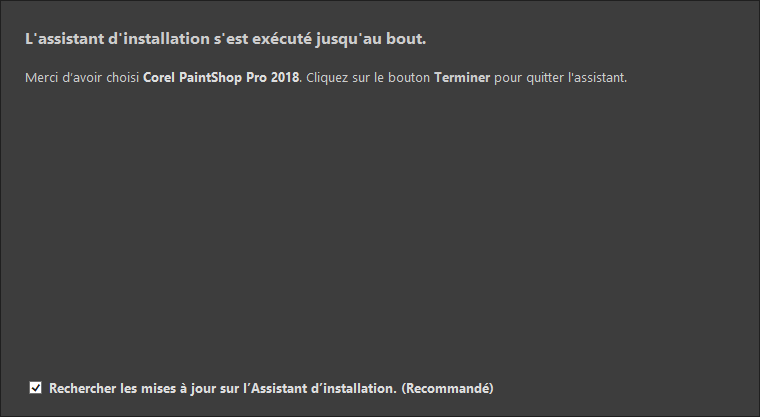 L'assistant d'installation s'est exécuté jusqu'au bout.
Merci d'avoir choisi Corel PaintShop Pro 2018. Cliquez sur le bouton Terminer pour quitter l'assistant.
Rechercher les mises à jour sur l’Assistant d’installation. (Recommandé)